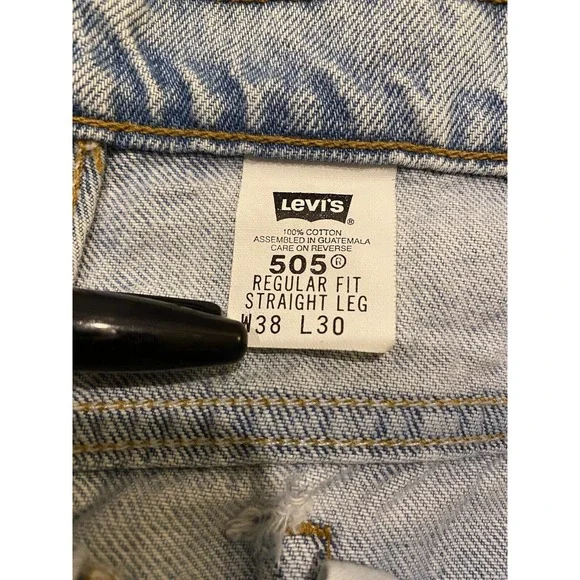 LEVI'S ®
100% COTTON
ASSEMBLED IN GUATEMALA
CARE ON REVERSE
505®
REGULAR FIT
STRAIGHT LEG
W38 L30